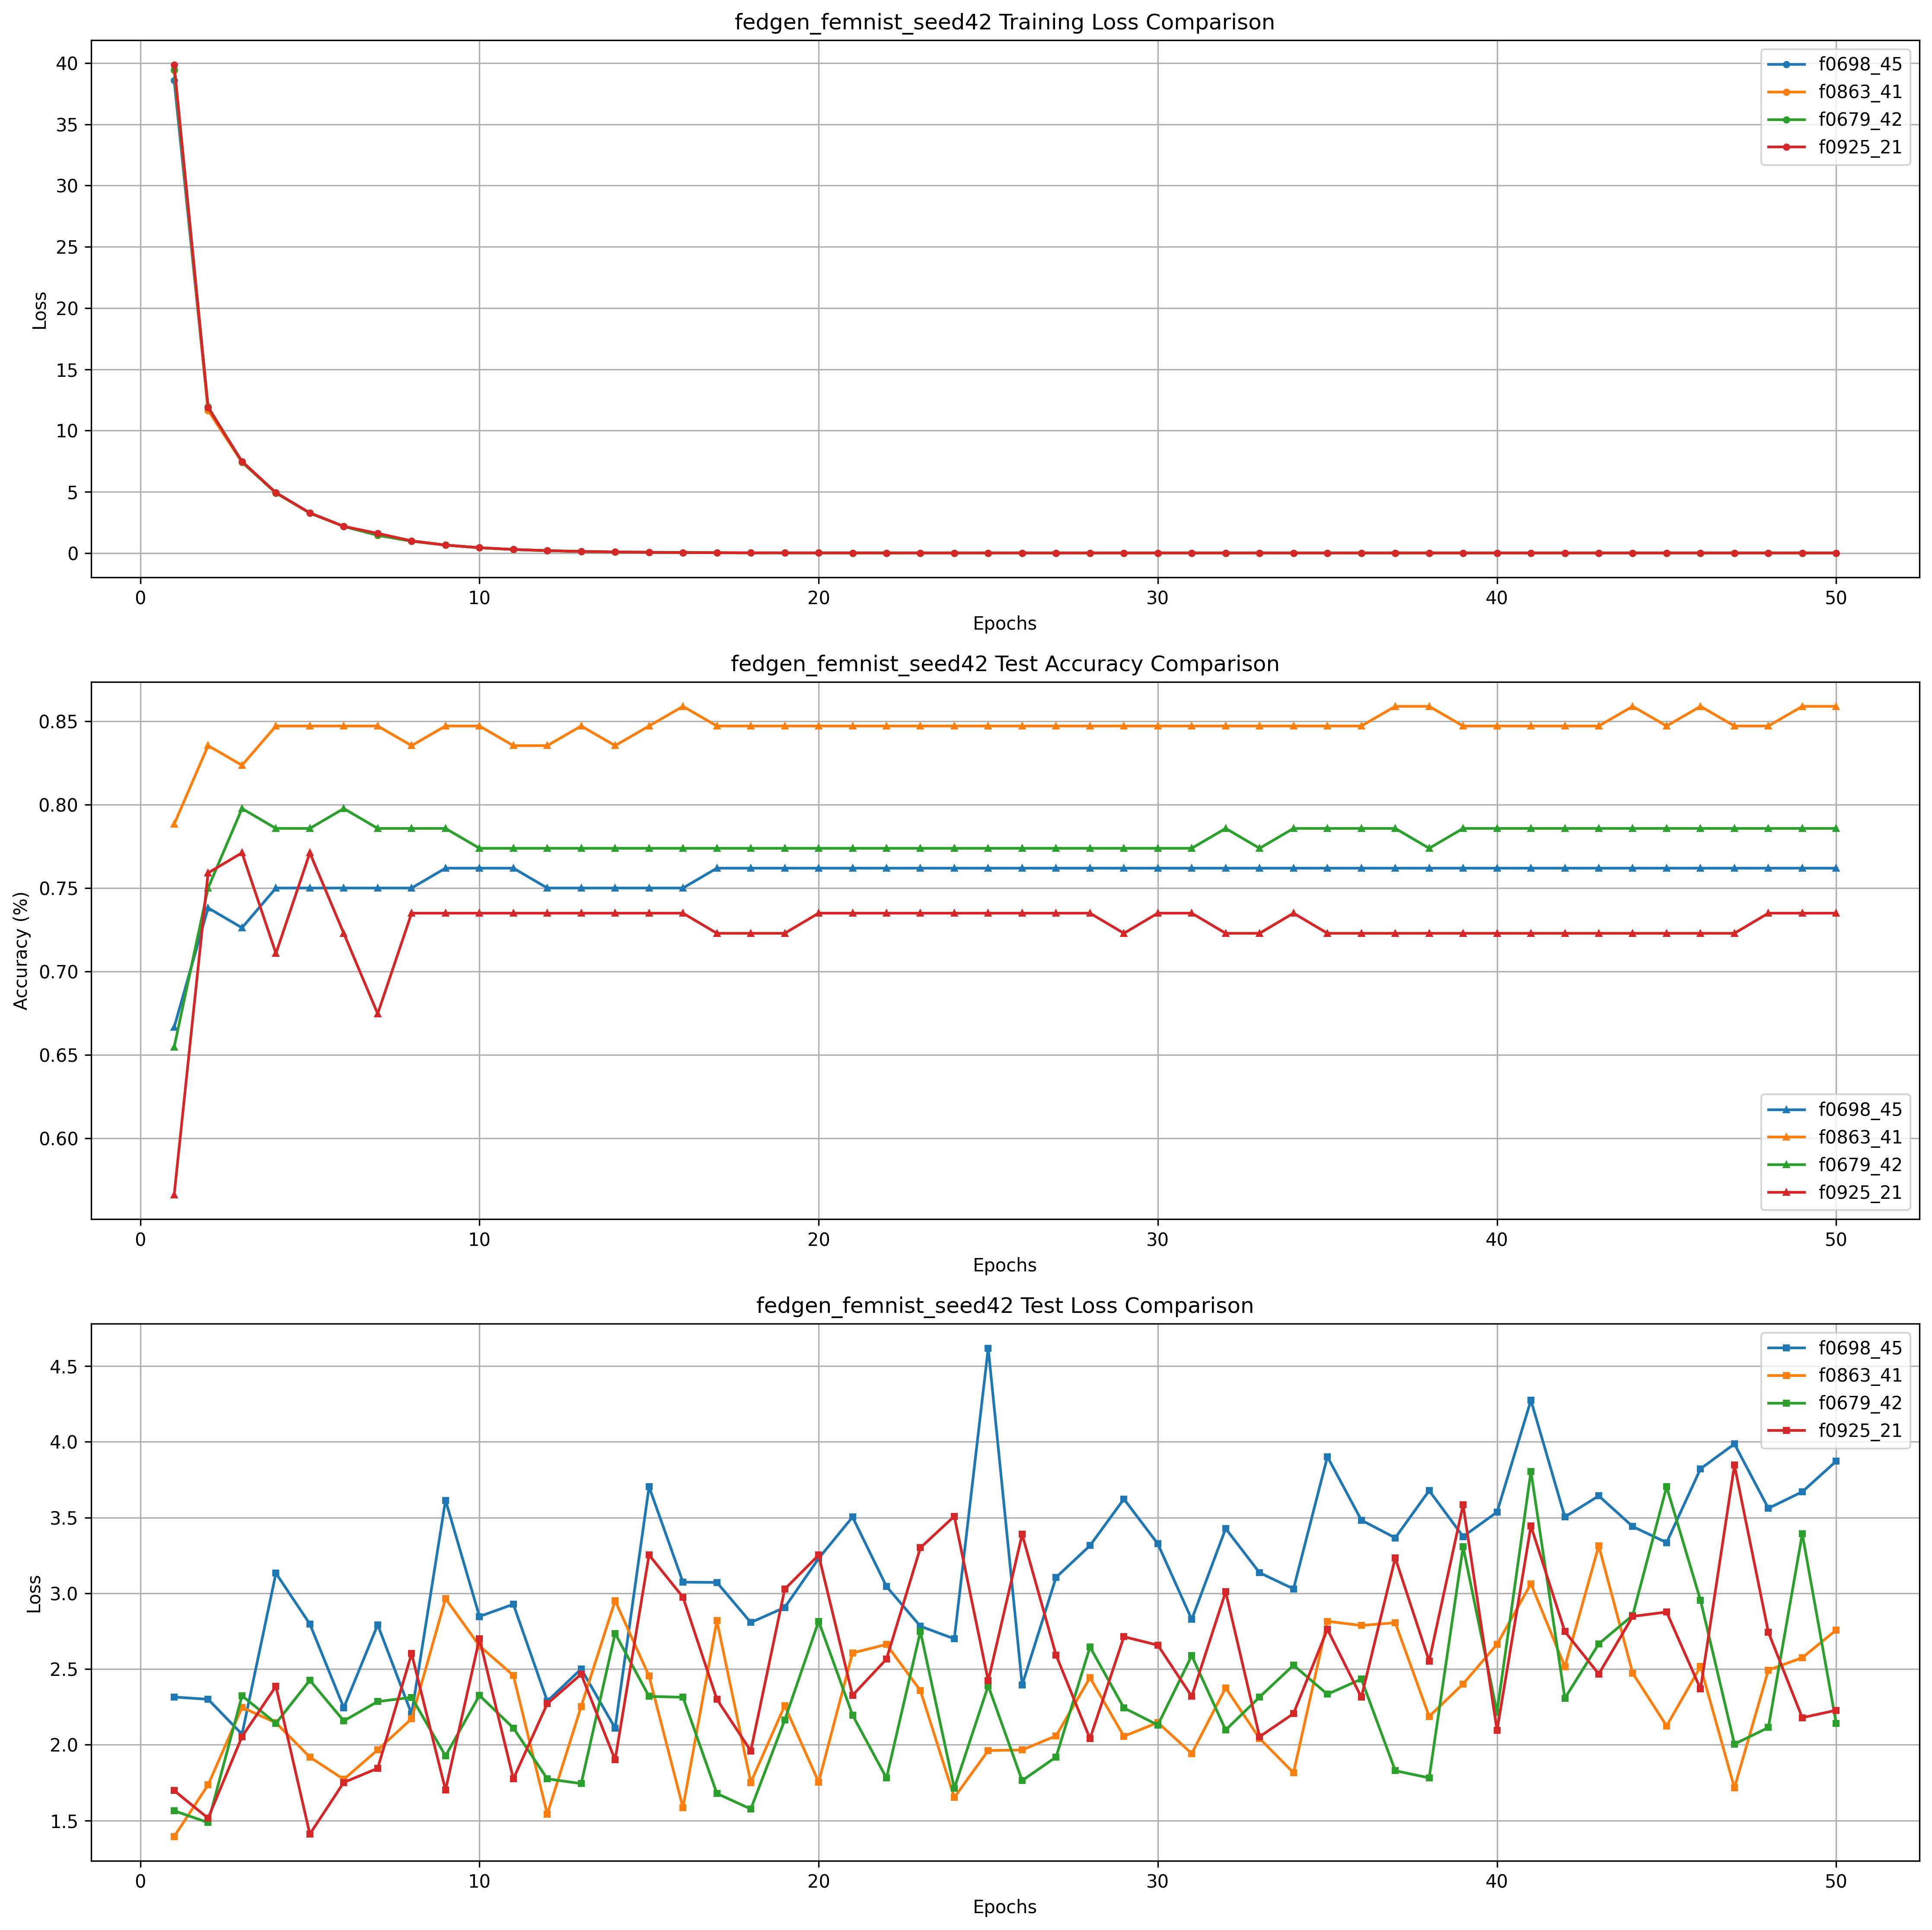 fedgen_femnist_seed42 Training Loss Comparison
40
35
30
25
20
15
10
5
0
Loss
f0698_45
f0863_41
f0679_42
f0925_21
0 10 20 30 40 50
Epochs
fedgen_femnist_seed42 Test Accuracy Comparison
0.85
0.80
0.75
0.70
0.65
0.60
Accuracy (%)
f0698_45
f0863_41
f0679_42
f0925_21
0 10 20 30 40 50
Epochs
fedgen_femnist_seed42 Test Loss Comparison
4.5
4.0
3.5
3.0
2.5
2.0
1.5
Loss
f0698_45
f0863_41
f0679_42
f0925_21
0 10 20 30 40 50
Epochs